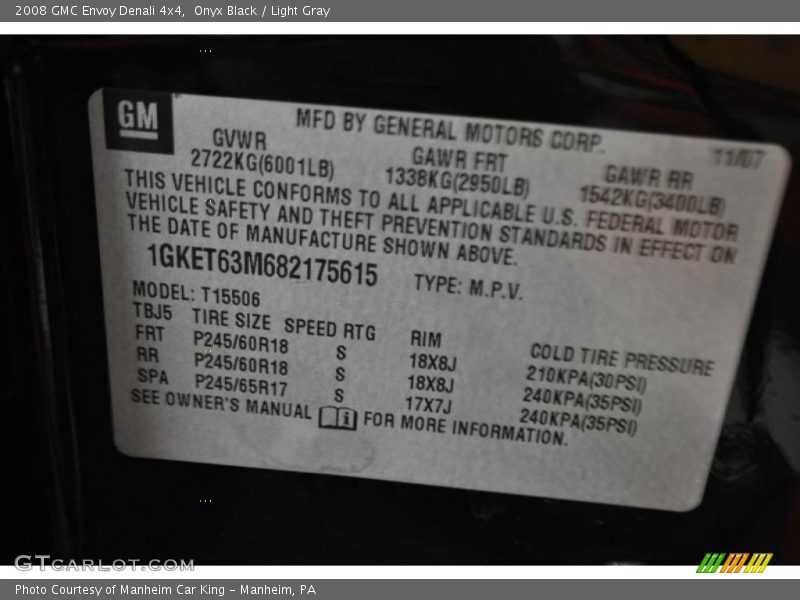 2008 GMC Envoy Denali 4x4,  Onyx Black / Light Gray
GM
MFD BY GENERAL MOTORS CORP.
11/07
GVWR GAWR FRT GAWR RR
2722KG(6001LB) 1338KG(2950LB) 1542KG(3400LB)
THIS VEHICLE CONFORMS TO ALL APPLICABLE U.S. FEDERAL MOTOR
VEHICLE SAFETY AND THEFT PREVENTION STANDARDS IN EFFECT ON
THE DATE OF MANUFACTURE SHOWN ABOVE.
1GKET63M682175615 TYPE: M.P.V.
MODEL: T15506
TBJ5 TIRE SIZE SPEED RTG RIM COLD TIRE PRESSURE
FRT P245/60R18 S 18X8J 210KPA(30PSI)
RR P245/60R18 S 18X8J 240KPA(35PSI)
SPA P245/65R17 S 17X7J 240KPA(35PSI)
SEE OWNER'S MANUAL FOR MORE INFORMATION.
GTCARLOT.COM
Photo Courtesy of Manheim Car King - Manheim, PA